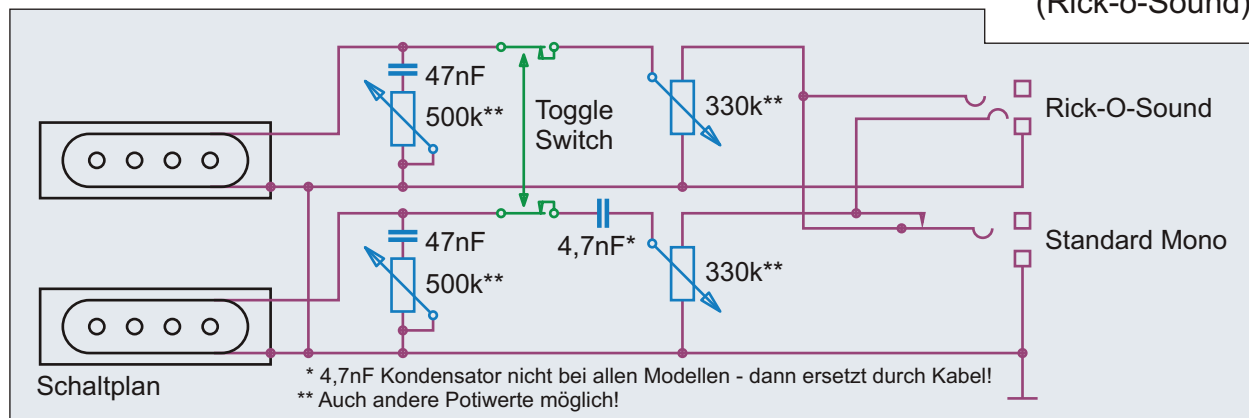 (Rick-o-Sound)
47nF
500k**
Toggle
Switch
330k**
Rick-O-Sound
47nF
500k**
4,7nF*
330k**
Standard Mono
Schaltplan
* 4,7nF Kondensator nicht bei allen Modellen - dann ersetzt durch Kabel!
** Auch andere Potiwerte möglich!